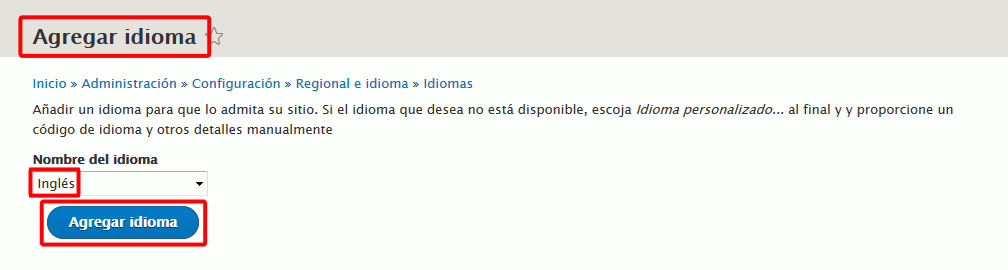 Agregar idioma
Inicio » Administración » Configuración » Regional e idioma » Idiomas
Añadir un idioma para que lo admita su sitio. Si el idioma que desea no está disponible, escoja Idioma personalizado... al final y y proporcione un
código de idioma y otros detalles manualmente
Nombre del idioma
Inglés
Agregar idioma